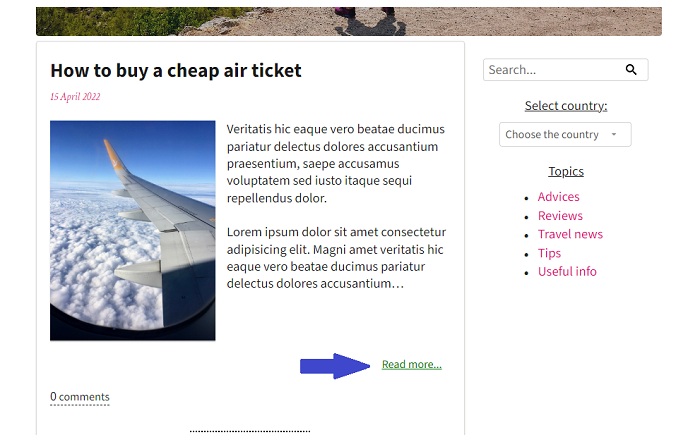 How to buy a cheap air ticket
15 April 2022
Veritatis hic eaque vero beatae ducimus
pariatur delectus dolores accusantium
praesentium, saepe accusamus
voluptatem sed iusto itaque sequi
repellendus dolor.
Lorem ipsum dolor sit amet consectetur
adipisicing elit. Magni amet veritatis hic
eaque vero beatae ducimus pariatur
delectus dolores accusantium…
Read more...
0 comments
Search...
Select country:
Choose the country
Topics
Advices
Reviews
Travel news
Tips
Useful info